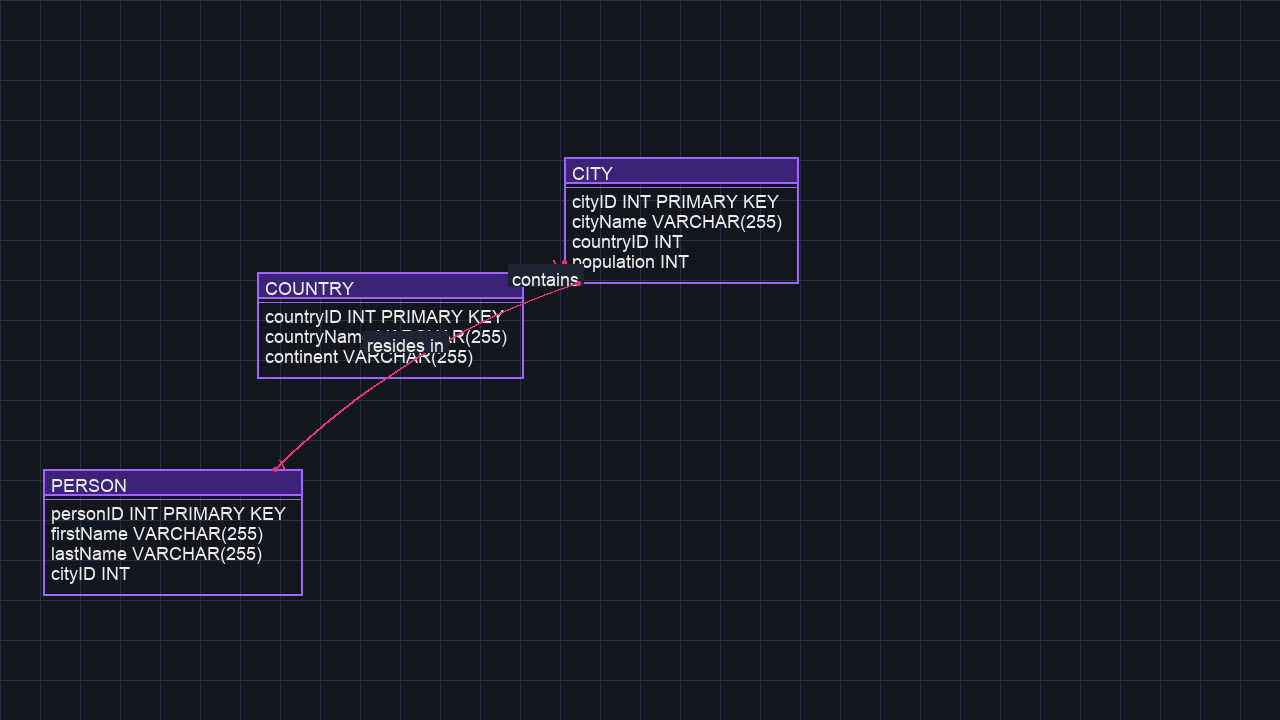 CITY
cityID INT PRIMARY KEY
cityName VARCHAR(255)
countryID INT
population INT
contains
COUNTRY
countryID INT PRIMARY KEY
countryNam VARCHAR(255)
resides in
continent VARCHAR(255)
PERSON
personID INT PRIMARY KEY
firstName VARCHAR(255)
lastName VARCHAR(255)
cityID INT